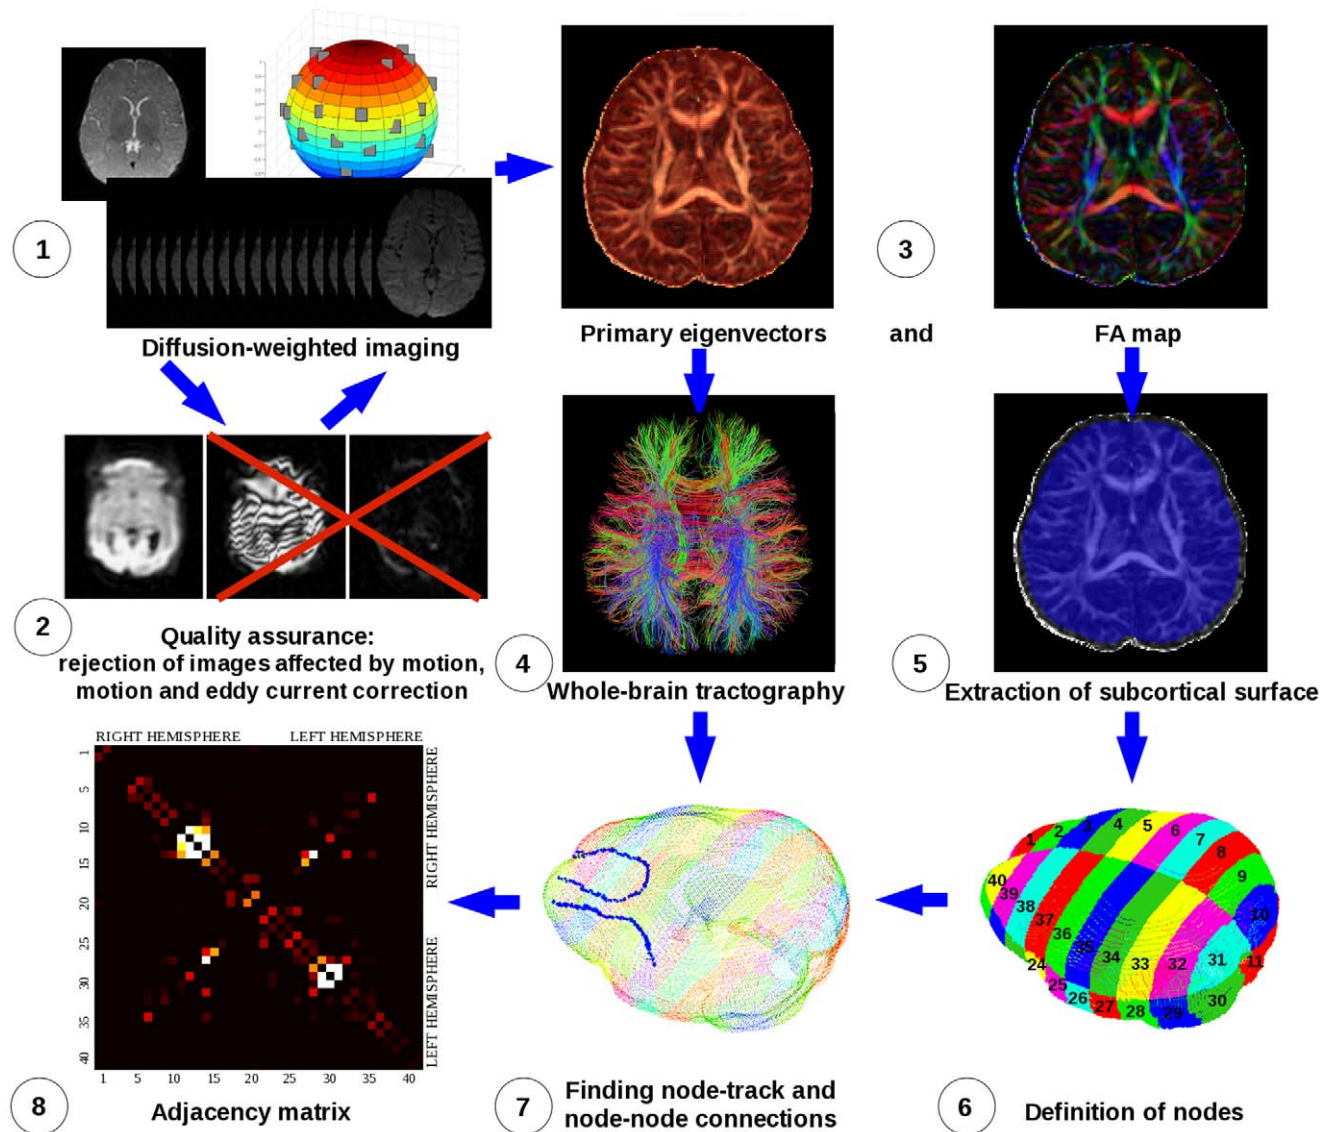 1
Diffusion-weighted imaging
Primary eigenvectors
and
3
FA map
2
Quality assurance:
rejection of images affected by motion,
motion and eddy current correction
4
Whole-brain tractography
5
Extraction of subcortical surface
RIGHT HEMISPHERE LEFT HEMISPHERE
RIGHT HEMISPHERE
LEFT HEMISPHERE
1
5
10
15
20
25
30
35
40
1 5 10 15 20 25 30 35 40
8
Adjacency matrix
7
Finding node-track and
node-node connections
1 2 3 4 5 6 7 8 9 10 11
40 39 38 37 36 35 34 33 32 31
24 25 26 27 28 29 30
6
Definition of nodes